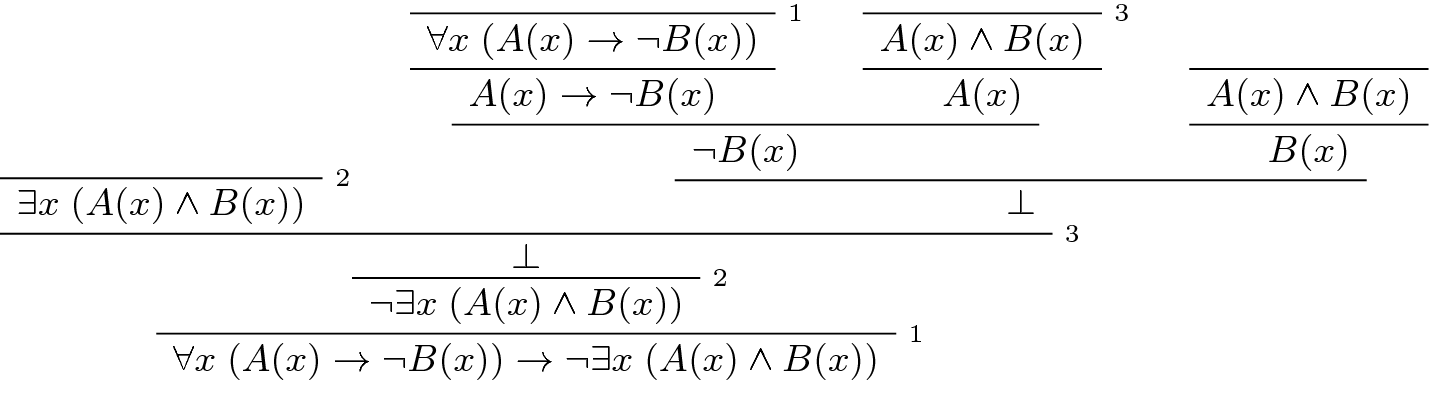 ∀x (A(x) → ¬B(x)) 1 A(x) ∧ B(x) 3
A(x) → ¬B(x) A(x) A(x) ∧ B(x)
¬B(x) B(x)
∃x (A(x) ∧ B(x)) 2 ⊥
3
⊥
2
¬∃x (A(x) ∧ B(x))
1
∀x (A(x) → ¬B(x)) → ¬∃x (A(x) ∧ B(x))